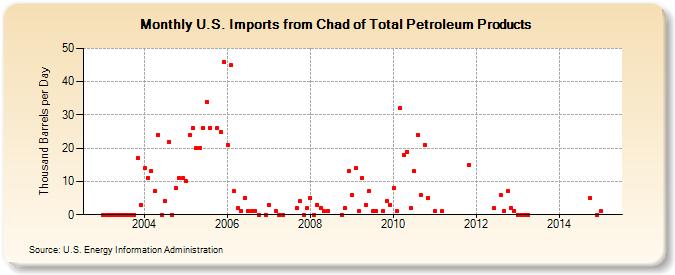 Monthly U.S. Imports from Chad of Total Petroleum Products
Thousand Barrels per Day
50
40
30
20
10
0
2004 2006 2008 2010 2012 2014
Source: U.S. Energy Information Administration